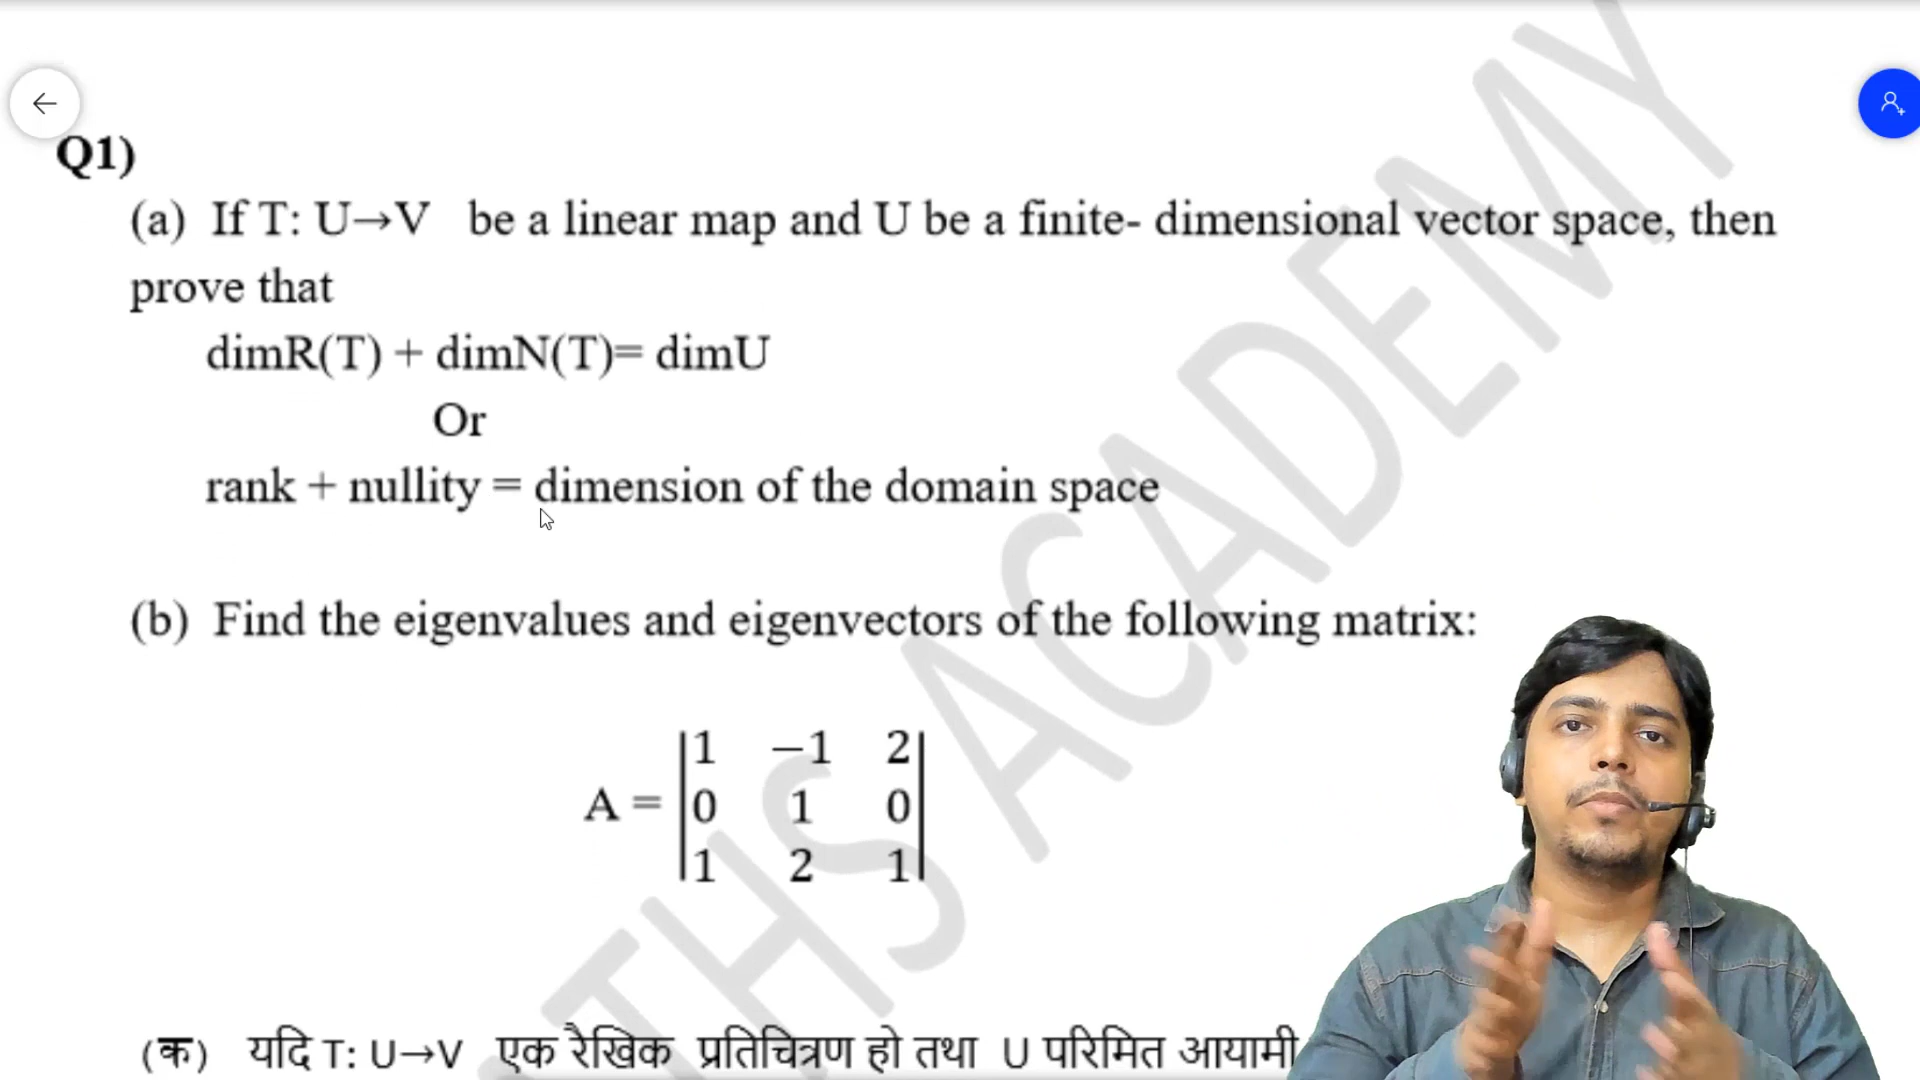 Q1)
(a) If T: U→V be a linear map and U be a finite- dimensional vector space, then
prove that
dimR(T) + dimN(T)= dimU
Or
rank + nullity = dimension of the domain space
(b) Find the eigenvalues and eigenvectors of the following matrix:
1 −1 2
A = 0 1 0
1 2 1
(क) यदि T: U→V एक रैखिक प्रतिचित्रण हो तथा U परिमित आयामी
THS ACADEMY